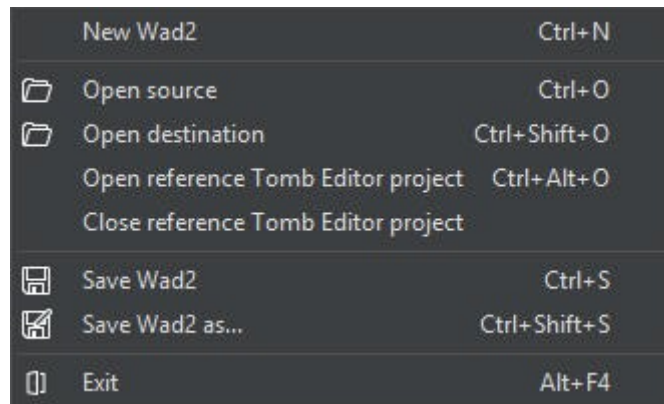 New Wad2 Ctrl+N
Open source Ctrl+O
Open destination Ctrl+Shift+O
Open reference Tomb Editor project Ctrl+Alt+O
Close reference Tomb Editor project
Save Wad2 Ctrl+S
Save Wad2 as... Ctrl+Shift+S
Exit Alt+F4